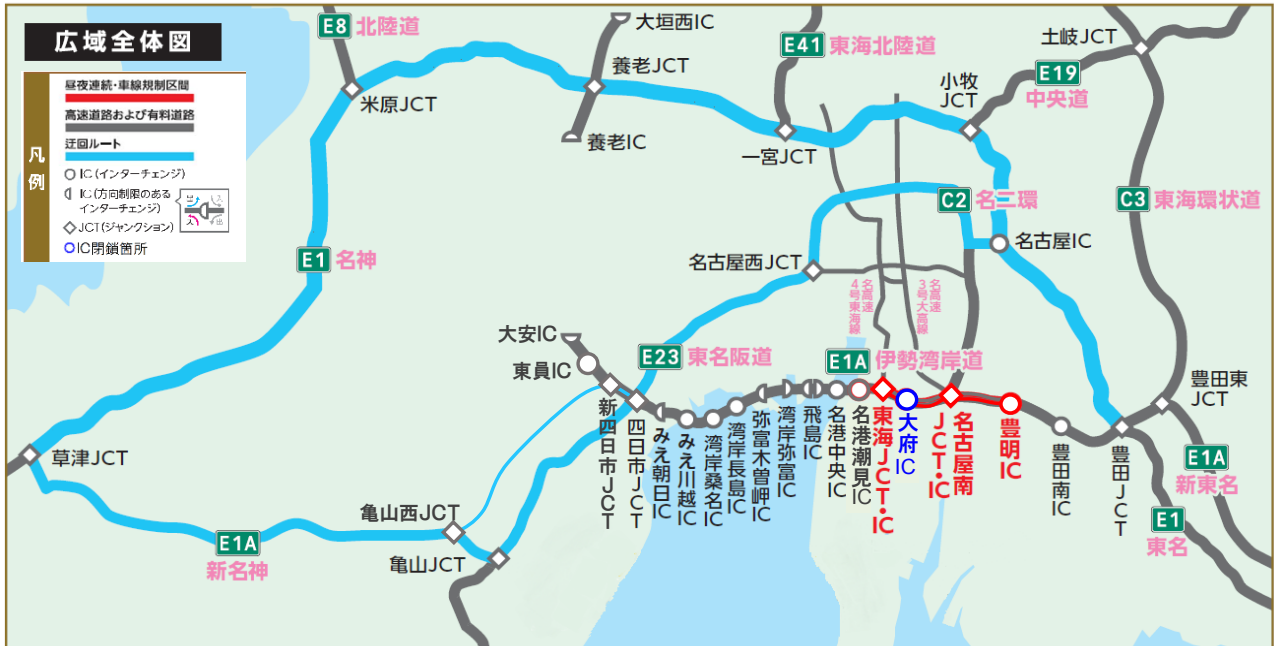 広域全体図
凡例
昼夜連続・車線規制区間
高速道路および有料道路
迂回ルート
IC(インターチェンジ)
IC(方向制限のある
インターチェンジ)
JCT(ジャンクション)
IC閉鎖箇所
出
入
入
出
E8 北陸道
大垣西IC
E41 東海北陸道
土岐JCT
養老JCT
E19
中央道
小牧
JCT
米原JCT
養老IC
一宮JCT
C2 名二環
C3 東海環状道
名古屋IC
E1 名神
名古屋西JCT
名高速
4号東海線
名高速
3号大高線
大安IC
東員IC
E23 東名阪道
E1A 伊勢湾岸道
豊田東
JCT
新四日市JCT
四日市JCT
みえ朝日IC
みえ川越IC
湾岸桑名IC
湾岸長島IC
弥富木曽岬IC
湾岸弥富IC
飛島IC
名港中央IC
名港潮見IC
東海JCT・IC
大府IC
名古屋南
JCT・IC
豊明IC
豊田南IC
豊田JCT
草津JCT
E1A
新東名
亀山西JCT
E1
東名
E1A
新名神
亀山JCT